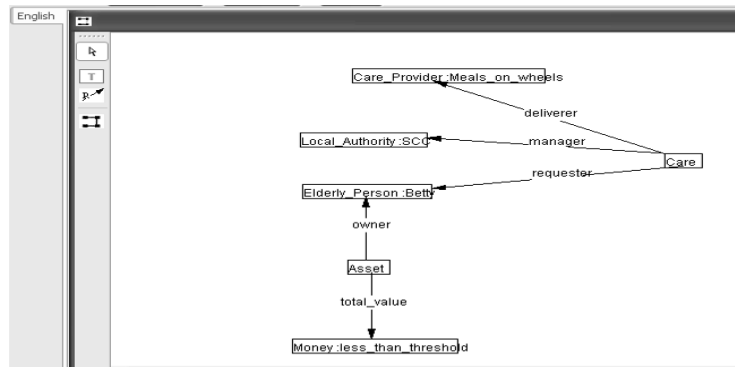 English
T
R
Care_Provider :Meals_on_wheels
deliverer
Local_Authority :SCC
manager
Care
requester
Elderly_Person :Betty
owner
Asset
total_value
Money :less_than_threshold